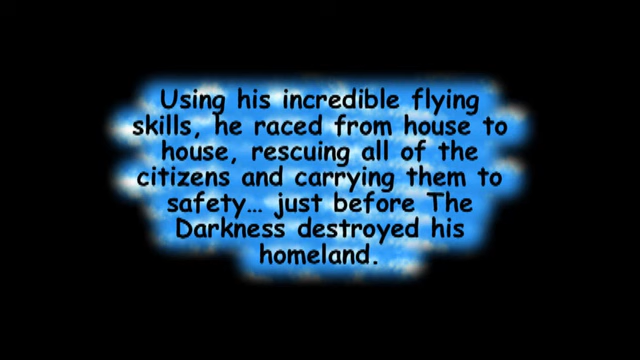 Using his incredible flying
skills, he raced from house to
house, rescuing all of the
citizens and carrying them to
safety… just before The
Darkness destroyed his
homeland.